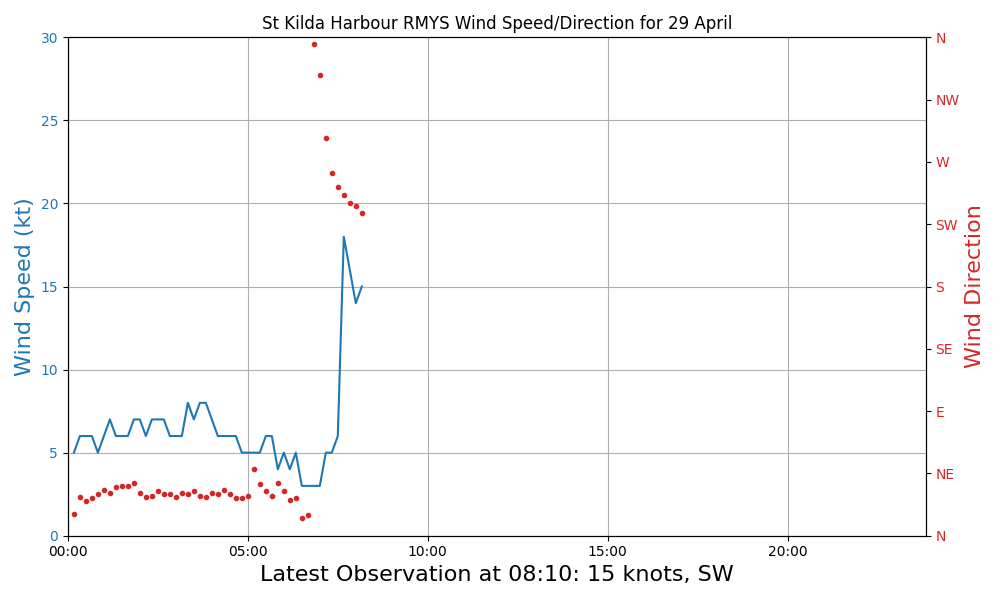 St Kilda Harbour RMYS Wind Speed/Direction for 29 April
30
25
20
15
10
5
0
Wind Speed (kt)
N
NW
W
SW
S
SE
E
NE
N
Wind Direction
00:00 05:00 10:00 15:00 20:00
Latest Observation at 08:10: 15 knots, SW